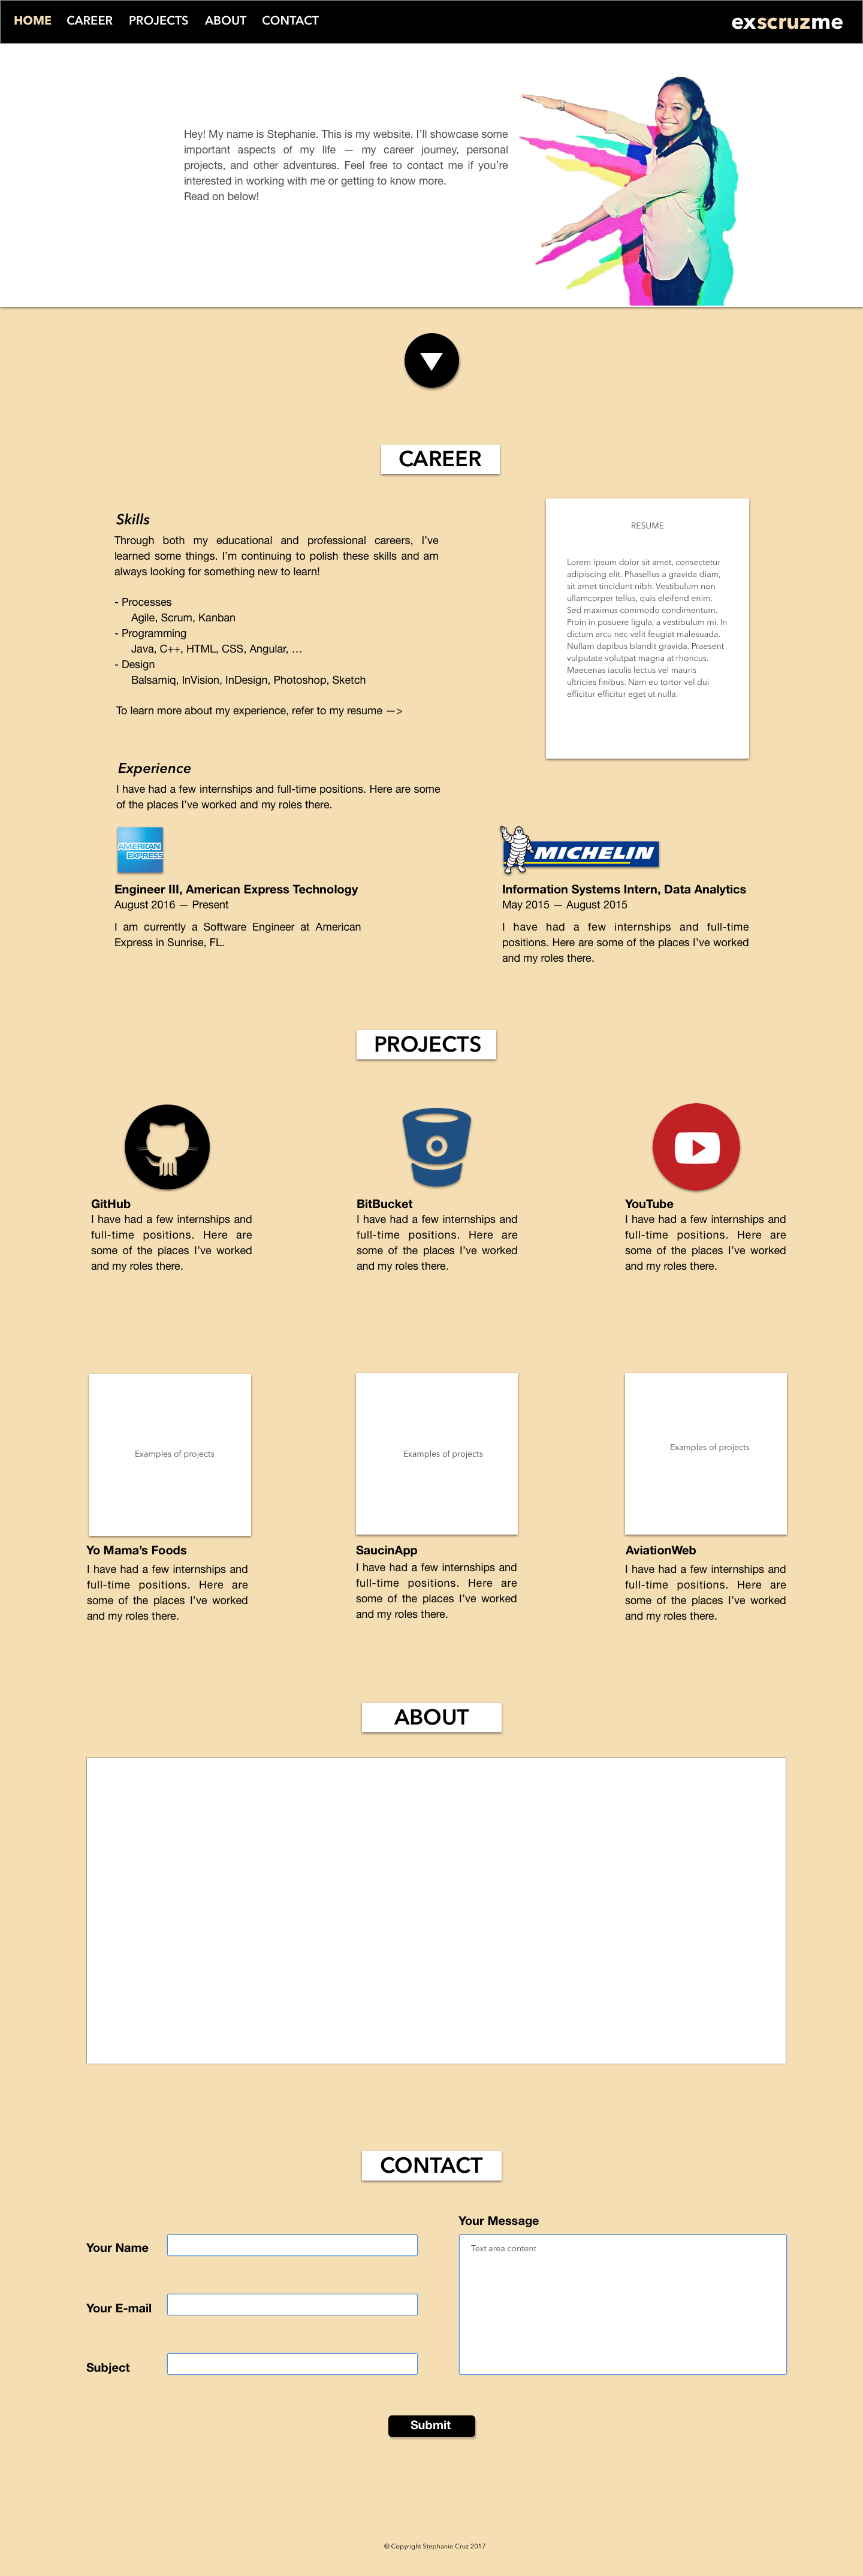 HOME CAREER PROJECTS ABOUT CONTACT exscruzme
Hey! My name is Stephanie. This is my website. I'll showcase some
important aspects of my life — my career journey, personal
projects, and other adventures. Feel free to contact me if you're
interested in working with me or getting to know more.
Read on below!
CAREER
Skills
Through both my educational and professional careers, I've
learned some things. I'm continuing to polish these skills and am
always looking for something new to learn!
- Processes
Agile, Scrum, Kanban
- Programming
Java, C++, HTML, CSS, Angular, …
- Design
Balsamiq, InVision, InDesign, Photoshop, Sketch
To learn more about my experience, refer to my resume —>
RESUME
Lorem ipsum dolor sit amet, consectetur
adipiscing elit. Phasellus a gravida diam,
sit amet tincidunt nibh. Vestibulum non
ullamcorper tellus, quis eleifend enim.
Sed maximus commodo condimentum.
Proin in posuere ligula, a vestibulum mi. In
dictum arcu nec velit feugiat malesuada.
Nullam dapibus blandit gravida. Praesent
vulputate volutpat magna at rhoncus.
Maecenas iaculis lectus vel mauris
ultricies finibus. Nam eu tortor vel dui
efficitur efficitur eget ut nulla.
Experience
I have had a few internships and full-time positions. Here are some
of the places I've worked and my roles there.
AMERICAN
EXPRESS
Engineer III, American Express Technology
August 2016 — Present
I am currently a Software Engineer at American
Express in Sunrise, FL.
MICHELIN
Information Systems Intern, Data Analytics
May 2015 — August 2015
I have had a few internships and full-time
positions. Here are some of the places I've worked
and my roles there.
PROJECTS
GitHub
I have had a few internships and
full-time positions. Here are
some of the places I've worked
and my roles there.
BitBucket
I have had a few internships and
full-time positions. Here are
some of the places I've worked
and my roles there.
YouTube
I have had a few internships and
full-time positions. Here are
some of the places I've worked
and my roles there.
Examples of projects
Yo Mama's Foods
I have had a few internships and
full-time positions. Here are
some of the places I've worked
and my roles there.
Examples of projects
SaucinApp
I have had a few internships and
full-time positions. Here are
some of the places I've worked
and my roles there.
Examples of projects
AviationWeb
I have had a few internships and
full-time positions. Here are
some of the places I've worked
and my roles there.
ABOUT
CONTACT
Your Name
Your E-mail
Subject
Your Message
Text area content
Submit
© Copyright Stephanie Cruz 2017